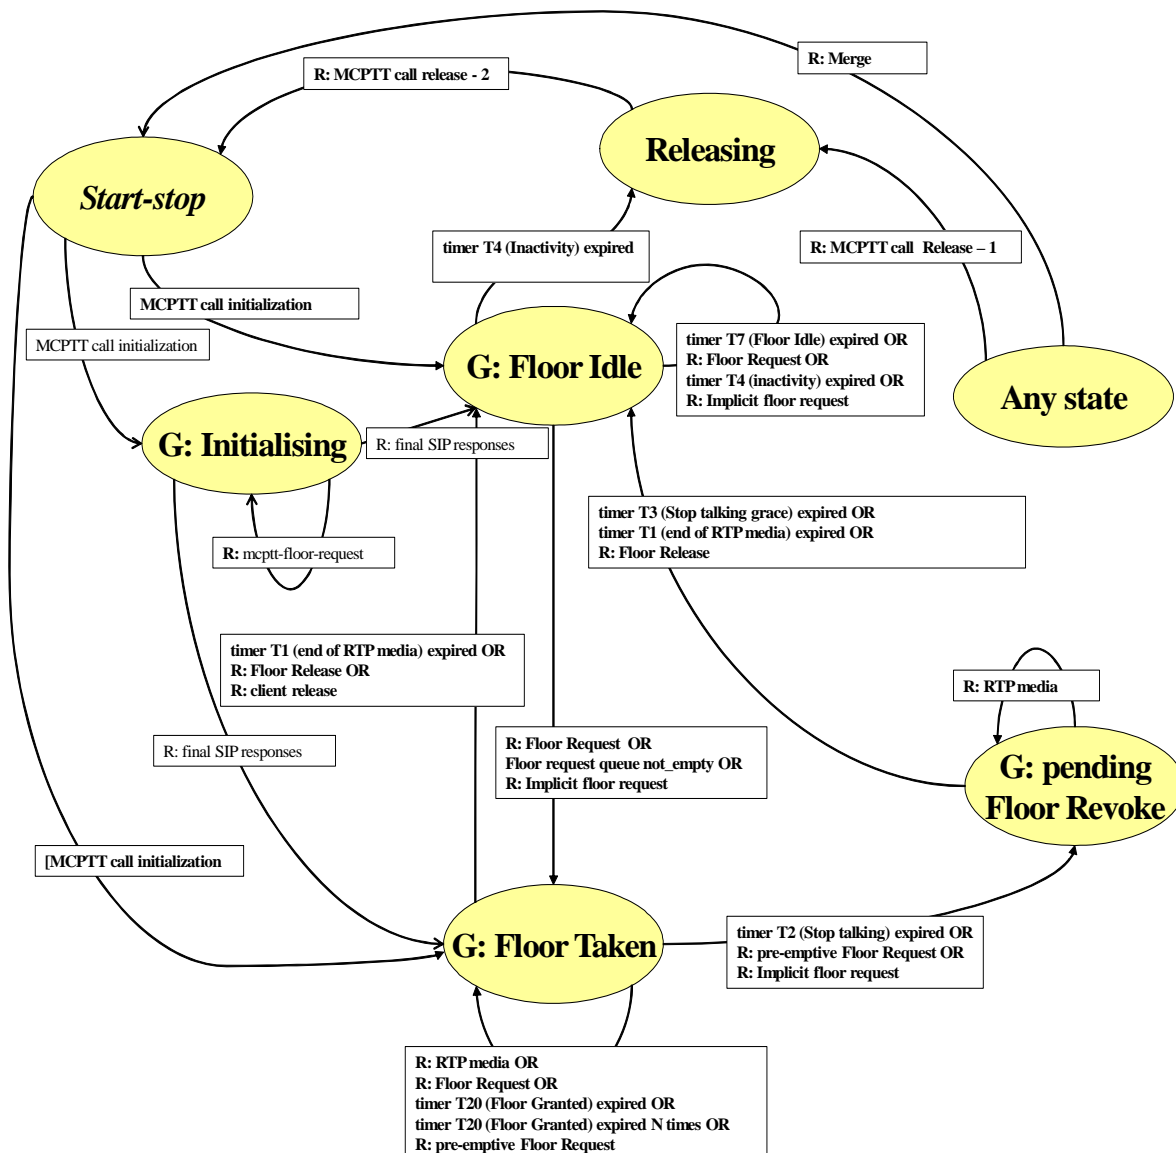 R: Merge
R: MCPTT call release - 2
Releasing
Start-stop
timer T4 (Inactivity) expired
R: MCPTT call Release – 1
MCPTT call initialization
MCPTT call initialization
G: Floor Idle
timer T7 (Floor Idle) expired OR
R: Floor Request OR
timer T4 (inactivity) expired OR
R: Implicit floor request
Any state
G: Initialising
R: final SIP responses
timer T3 (Stop talking grace) expired OR
timer T1 (end of RTP media) expired OR
R: Floor Release
R: mcptt-floor-request
timer T1 (end of RTP media) expired OR
R: Floor Release OR
R: client release
R: RTP media
R: final SIP responses
R: Floor Request OR
Floor request queue not_empty OR
R: Implicit floor request
G: pending
Floor Revoke
[MCPTT call initialization
G: Floor Taken
timer T2 (Stop talking) expired OR
R: pre-emptive Floor Request OR
R: Implicit floor request
R: RTP media OR
R: Floor Request OR
timer T20 (Floor Granted) expired OR
timer T20 (Floor Granted) expired N times OR
R: pre-emptive Floor Request